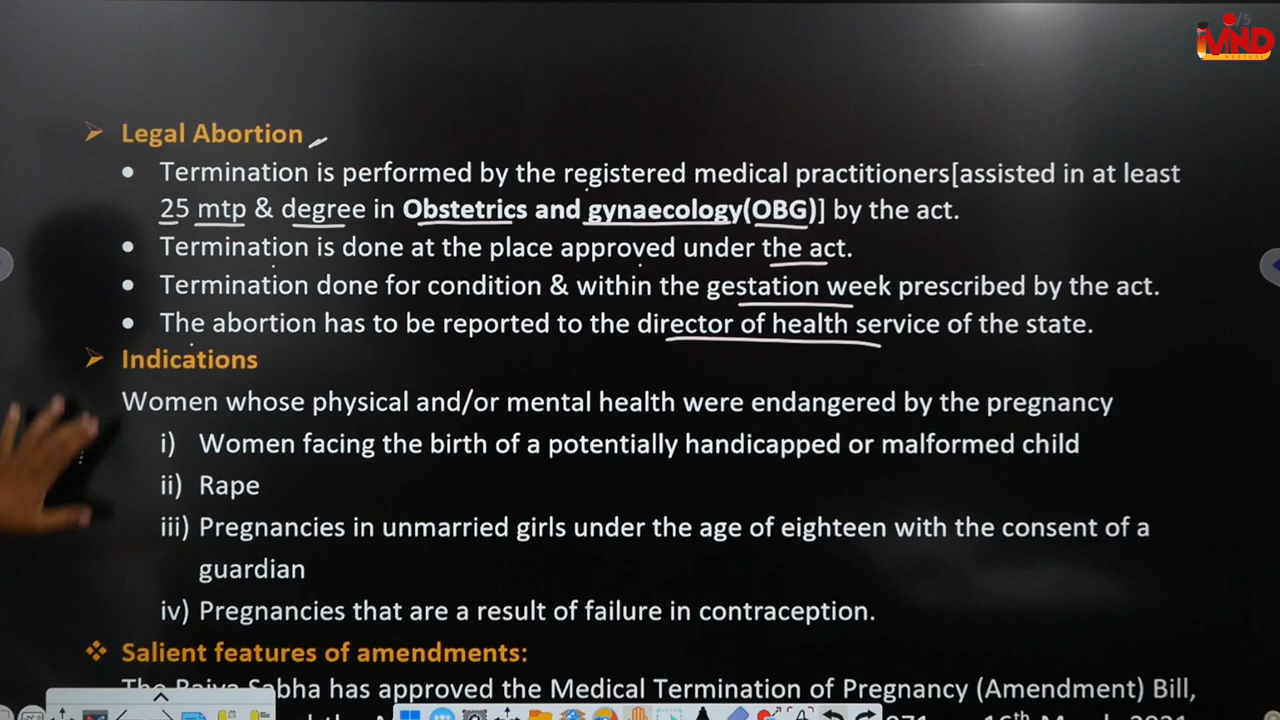 /5
iVIND
NURTURE
Legal Abortion
Termination is performed by the registered medical practitioners[assisted in at least
25 mtp & degree in Obstetrics and gynaecology(OBG)] by the act.
Termination is done at the place approved under the act.
Termination done for condition & within the gestation week prescribed by the act.
The abortion has to be reported to the director of health service of the state.
Indications
Women whose physical and/or mental health were endangered by the pregnancy
i) Women facing the birth of a potentially handicapped or malformed child
ii) Rape
iii) Pregnancies in unmarried girls under the age of eighteen with the consent of a
guardian
iv) Pregnancies that are a result of failure in contraception.
Salient features of amendments:
The Rajya Sabha has approved the Medical Termination of Pregnancy (Amendment) Bill,